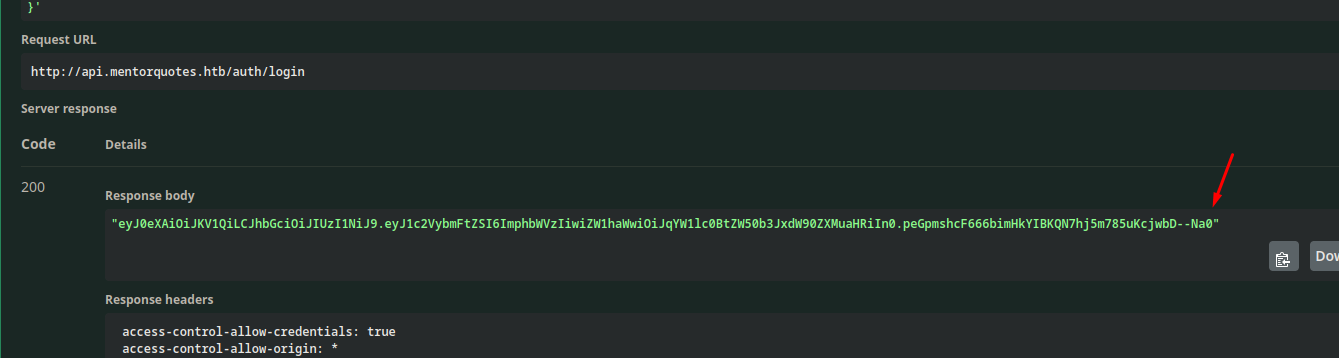 }'
Request URL
http://api.mentorquotes.htb/auth/login
Server response
Code Details
200
Response body
"eyJ0eXAiOiJKV1QiLCJhbGciOiJIUzI1NiJ9.eyJ1c2VybmFtZSI6ImphbWVzIiwiZW1haWwiOiJqYW1lc0BtZW50b3JxdW90ZXMuaHRiIn0.peGpmshcF666bimHkYIBKQN7hj5m785uKcjwbD--Na0"
Dow
Response headers
access-control-allow-credentials: true
access-control-allow-origin: *